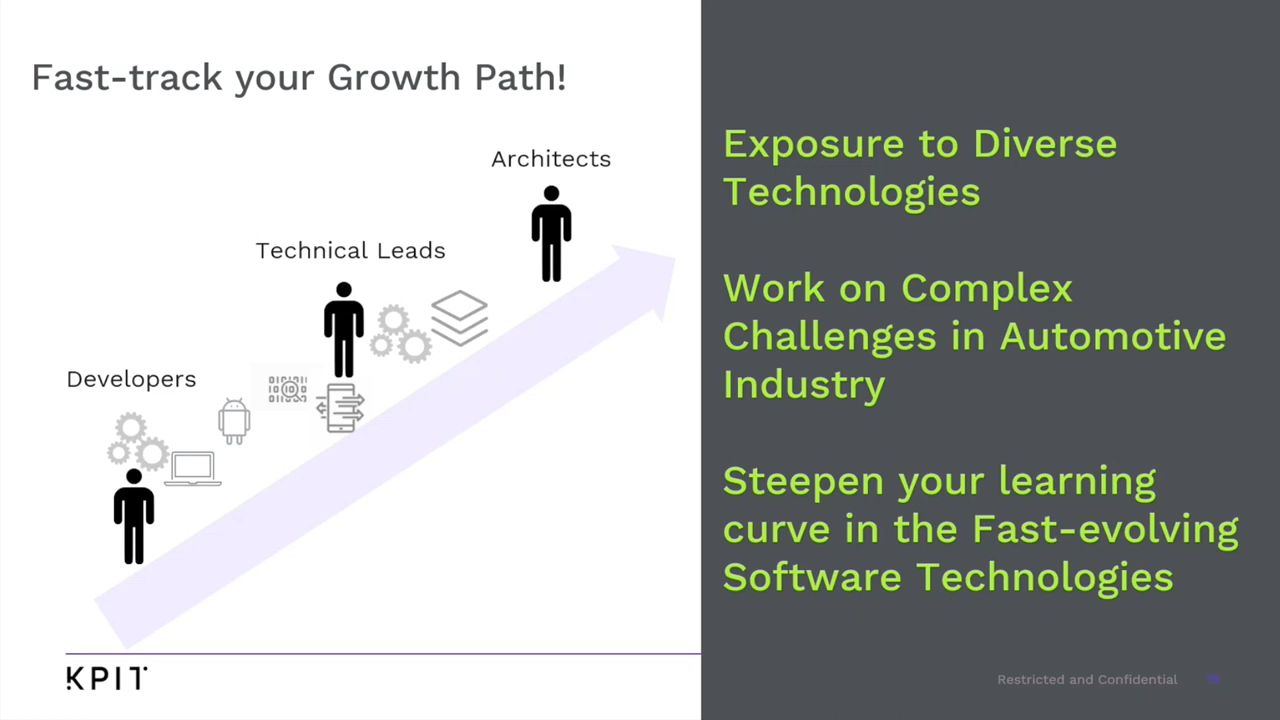 Fast-track your Growth Path!
Architects
Technical Leads
Developers
KPIT
Exposure to Diverse
Technologies
Work on Complex
Challenges in Automotive
Industry
Steepen your learning
curve in the Fast-evolving
Software Technologies
Restricted and Confidential